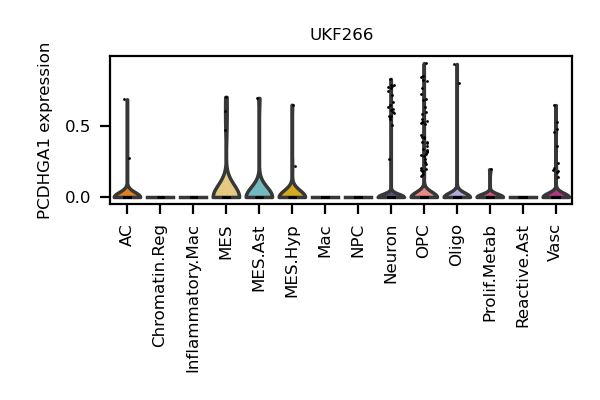 UKF266
PCDHGA1 expression
0.5
0.0
AC
Chromatin.Reg
Inflammatory.Mac
MES
MES.Ast
MES.Hyp
Mac
NPC
Neuron
OPC
Oligo
Prolif.Metab
Reactive.Ast
Vasc